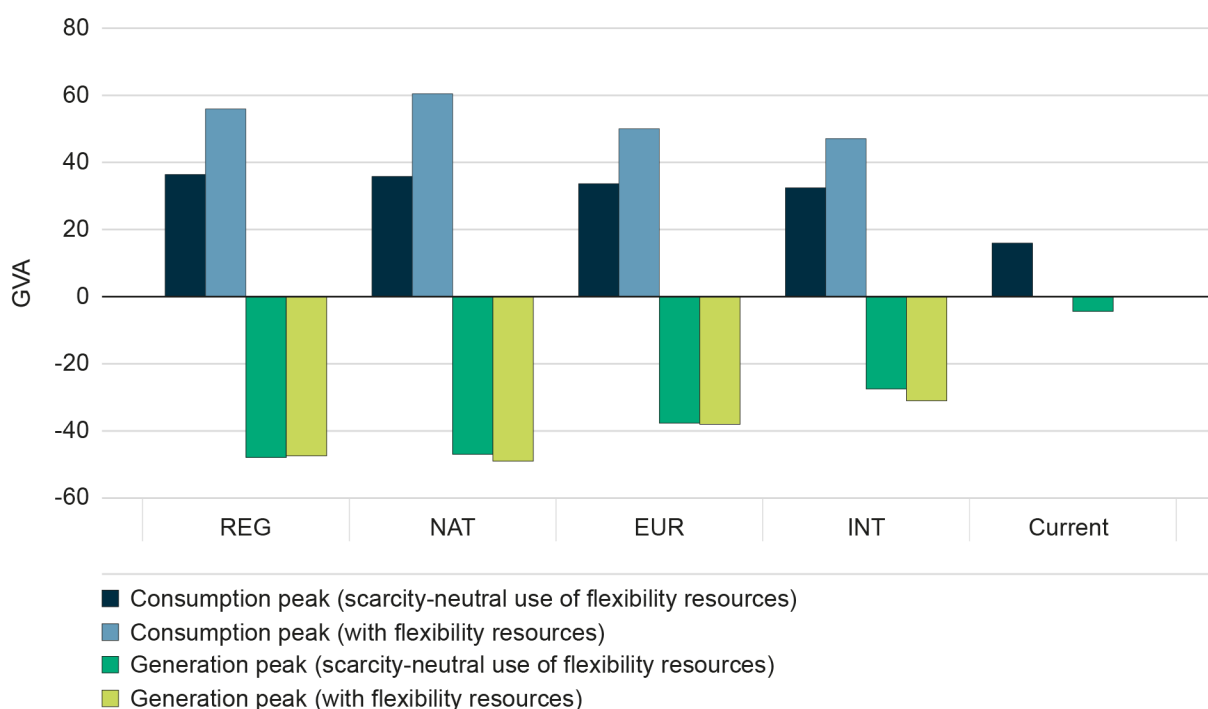 80
60
40
20
0
-20
-40
-60
GVA
REG NAT EUR INT Current
Consumption peak (scarcity-neutral use of flexibility resources)
Consumption peak (with flexibility resources)
Generation peak (scarcity-neutral use of flexibility resources)
Generation peak (with flexibility resources)